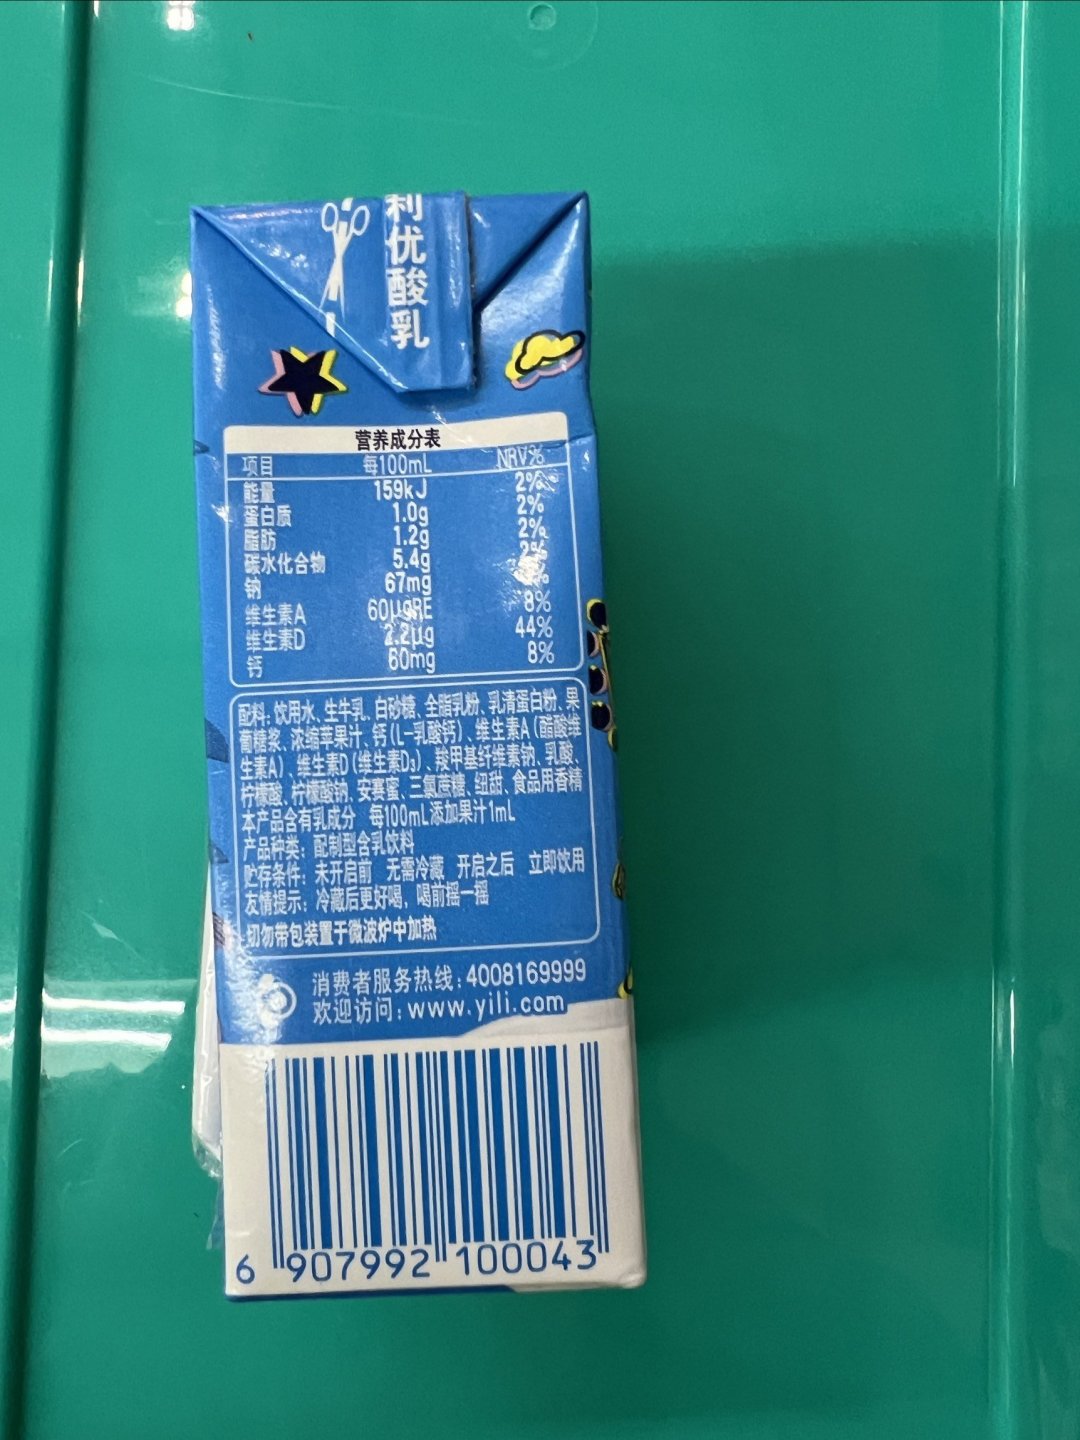 利优酸乳
营养成分表
项目 每100mL NRV%
能量 159kJ 2%
蛋白质 1.0g 2%
脂肪 1.2g 2%
碳水化合物 5.4g 2%
钠 67mg
维生素A 60μgRE 8%
维生素D 2.2μg 44%
钙 60mg 8%
配料：饮用水、生牛乳、白砂糖、全脂乳粉、乳清蛋白粉、果
葡糖浆、浓缩苹果汁、钙（L-乳酸钙）、维生素A（醋酸维
生素A）、维生素D（维生素D₃）、羧甲基纤维素钠、乳酸、
柠檬酸、柠檬酸钠、安赛蜜、三氯蔗糖、纽甜、食品用香精
本产品含有乳成分 每100mL添加果汁1mL
产品种类：配制型含乳饮料
贮存条件：未开启前 无需冷藏 开启之后 立即饮用
友情提示：冷藏后更好喝，喝前摇一摇
切勿带包装置于微波炉中加热
消费者服务热线：4008169999
欢迎访问：www.yili.com
6 907992 100043